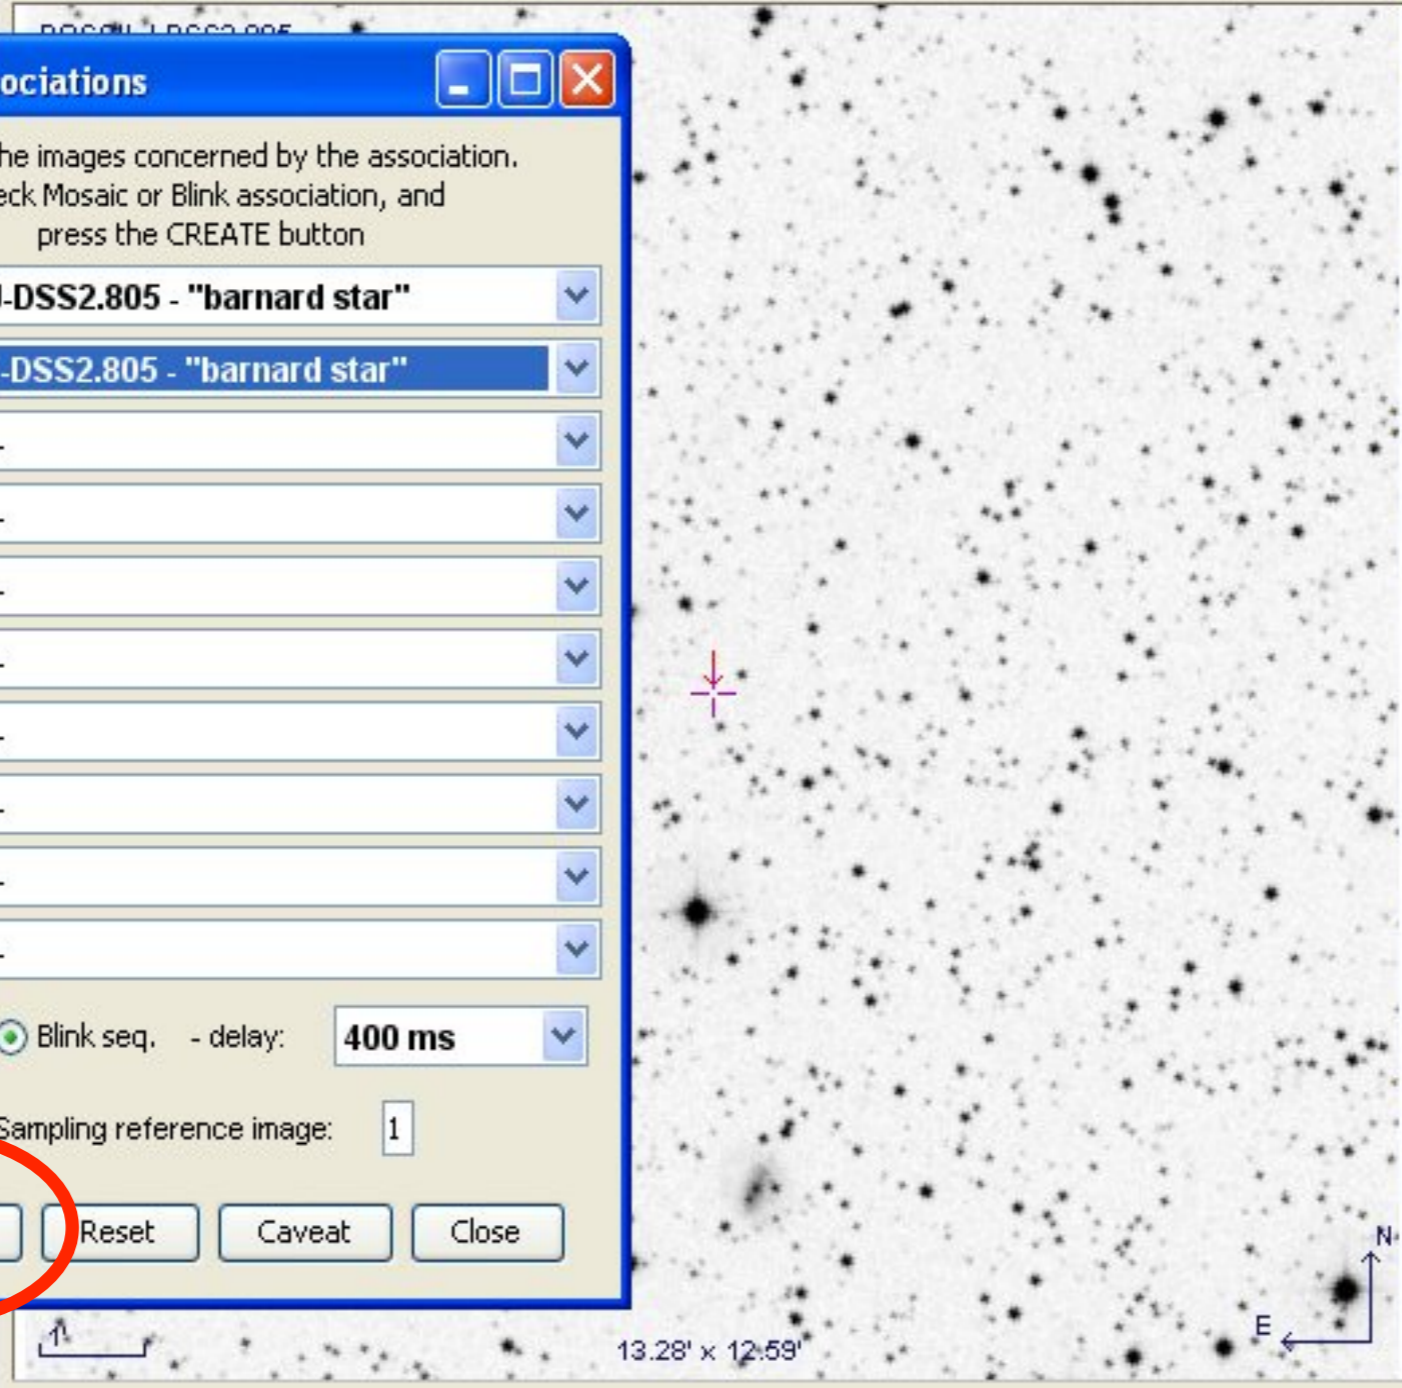 ociations
he images concerned by the association.
eck Mosaic or Blink association, and
press the CREATE button
-DSS2.805 - "barnard star"
-DSS2.805 - "barnard star"
Blink seq. - delay: 400 ms
Sampling reference image: 1
Reset Caveat Close
N
E
1'
13.28' x 12.59'